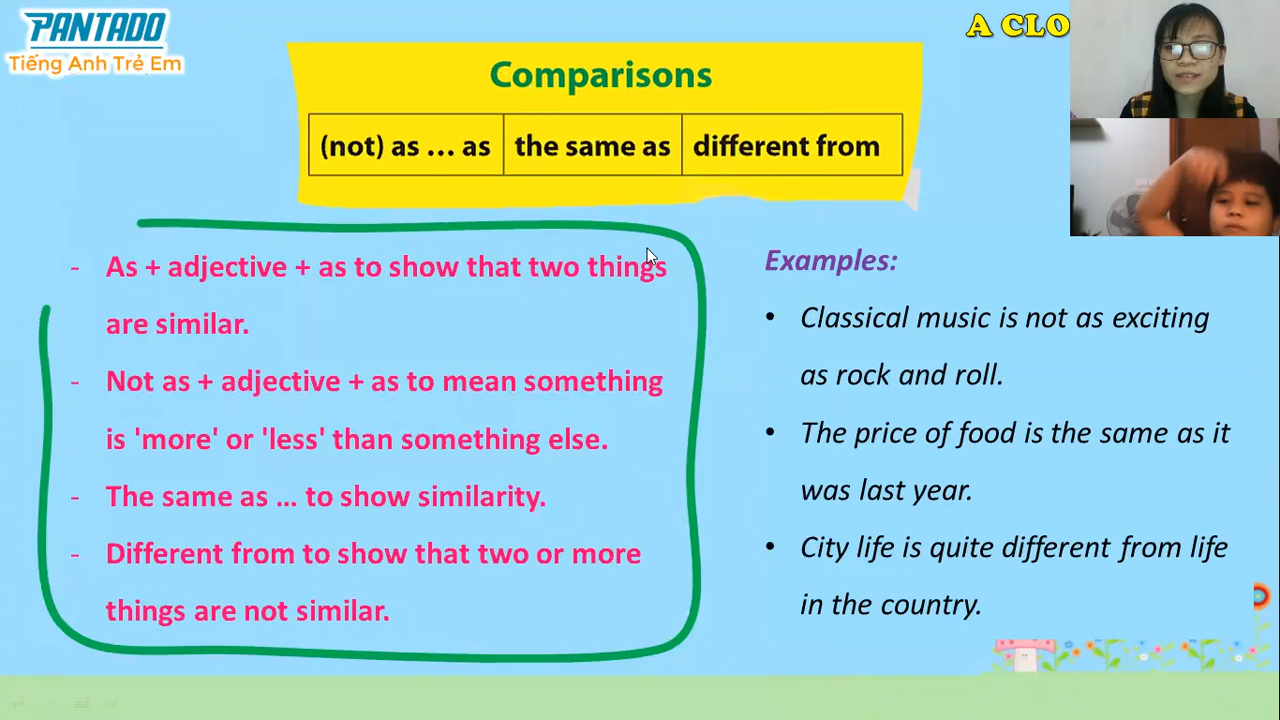 PANTADO
Tiếng Anh Trẻ Em
A CLO
Comparisons
(not) as ... as
the same as
different from
- As + adjective + as to show that two things
are similar.
- Not as + adjective + as to mean something
is 'more' or 'less' than something else.
- The same as ... to show similarity.
- Different from to show that two or more
things are not similar.
Examples:
• Classical music is not as exciting
as rock and roll.
• The price of food is the same as it
was last year.
• City life is quite different from life
in the country.